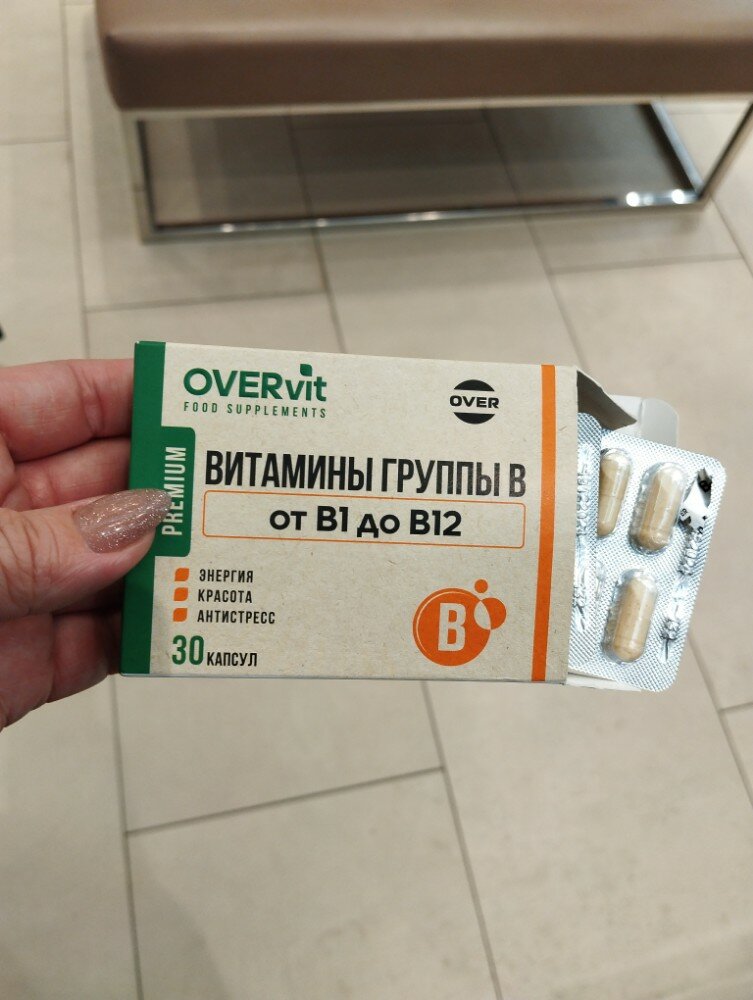 OVERvit
FOOD SUPPLEMENTS
OVER
PREMIUM
ВИТАМИНЫ ГРУППЫ В
от В1 до В12
ЭНЕРГИЯ
КРАСОТА
АНТИСТРЕСС
30 КАПСУЛ
B